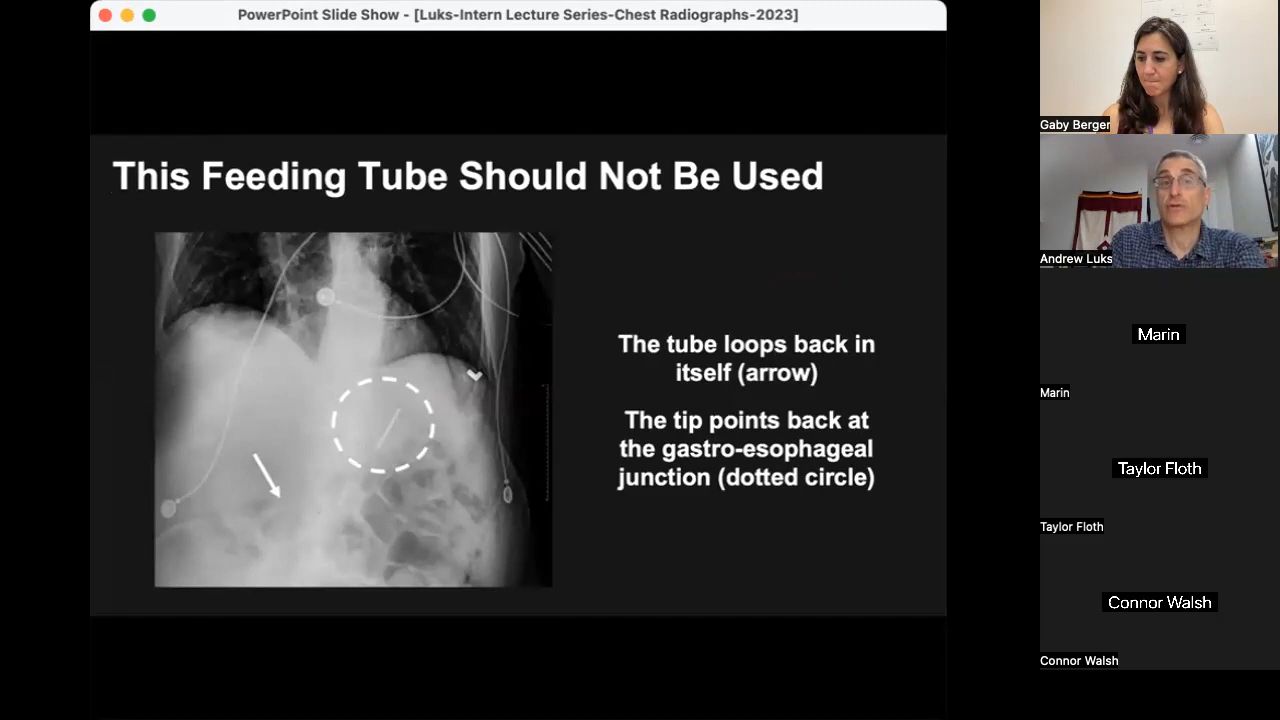 PowerPoint Slide Show - [Luks-Intern Lecture Series-Chest Radiographs-2023]
This Feeding Tube Should Not Be Used
The tube loops back in
itself (arrow)
The tip points back at
the gastro-esophageal
junction (dotted circle)
Gaby Berger
Andrew Luks
Marin
Marin
Taylor Floth
Taylor Floth
Connor Walsh
Connor Walsh